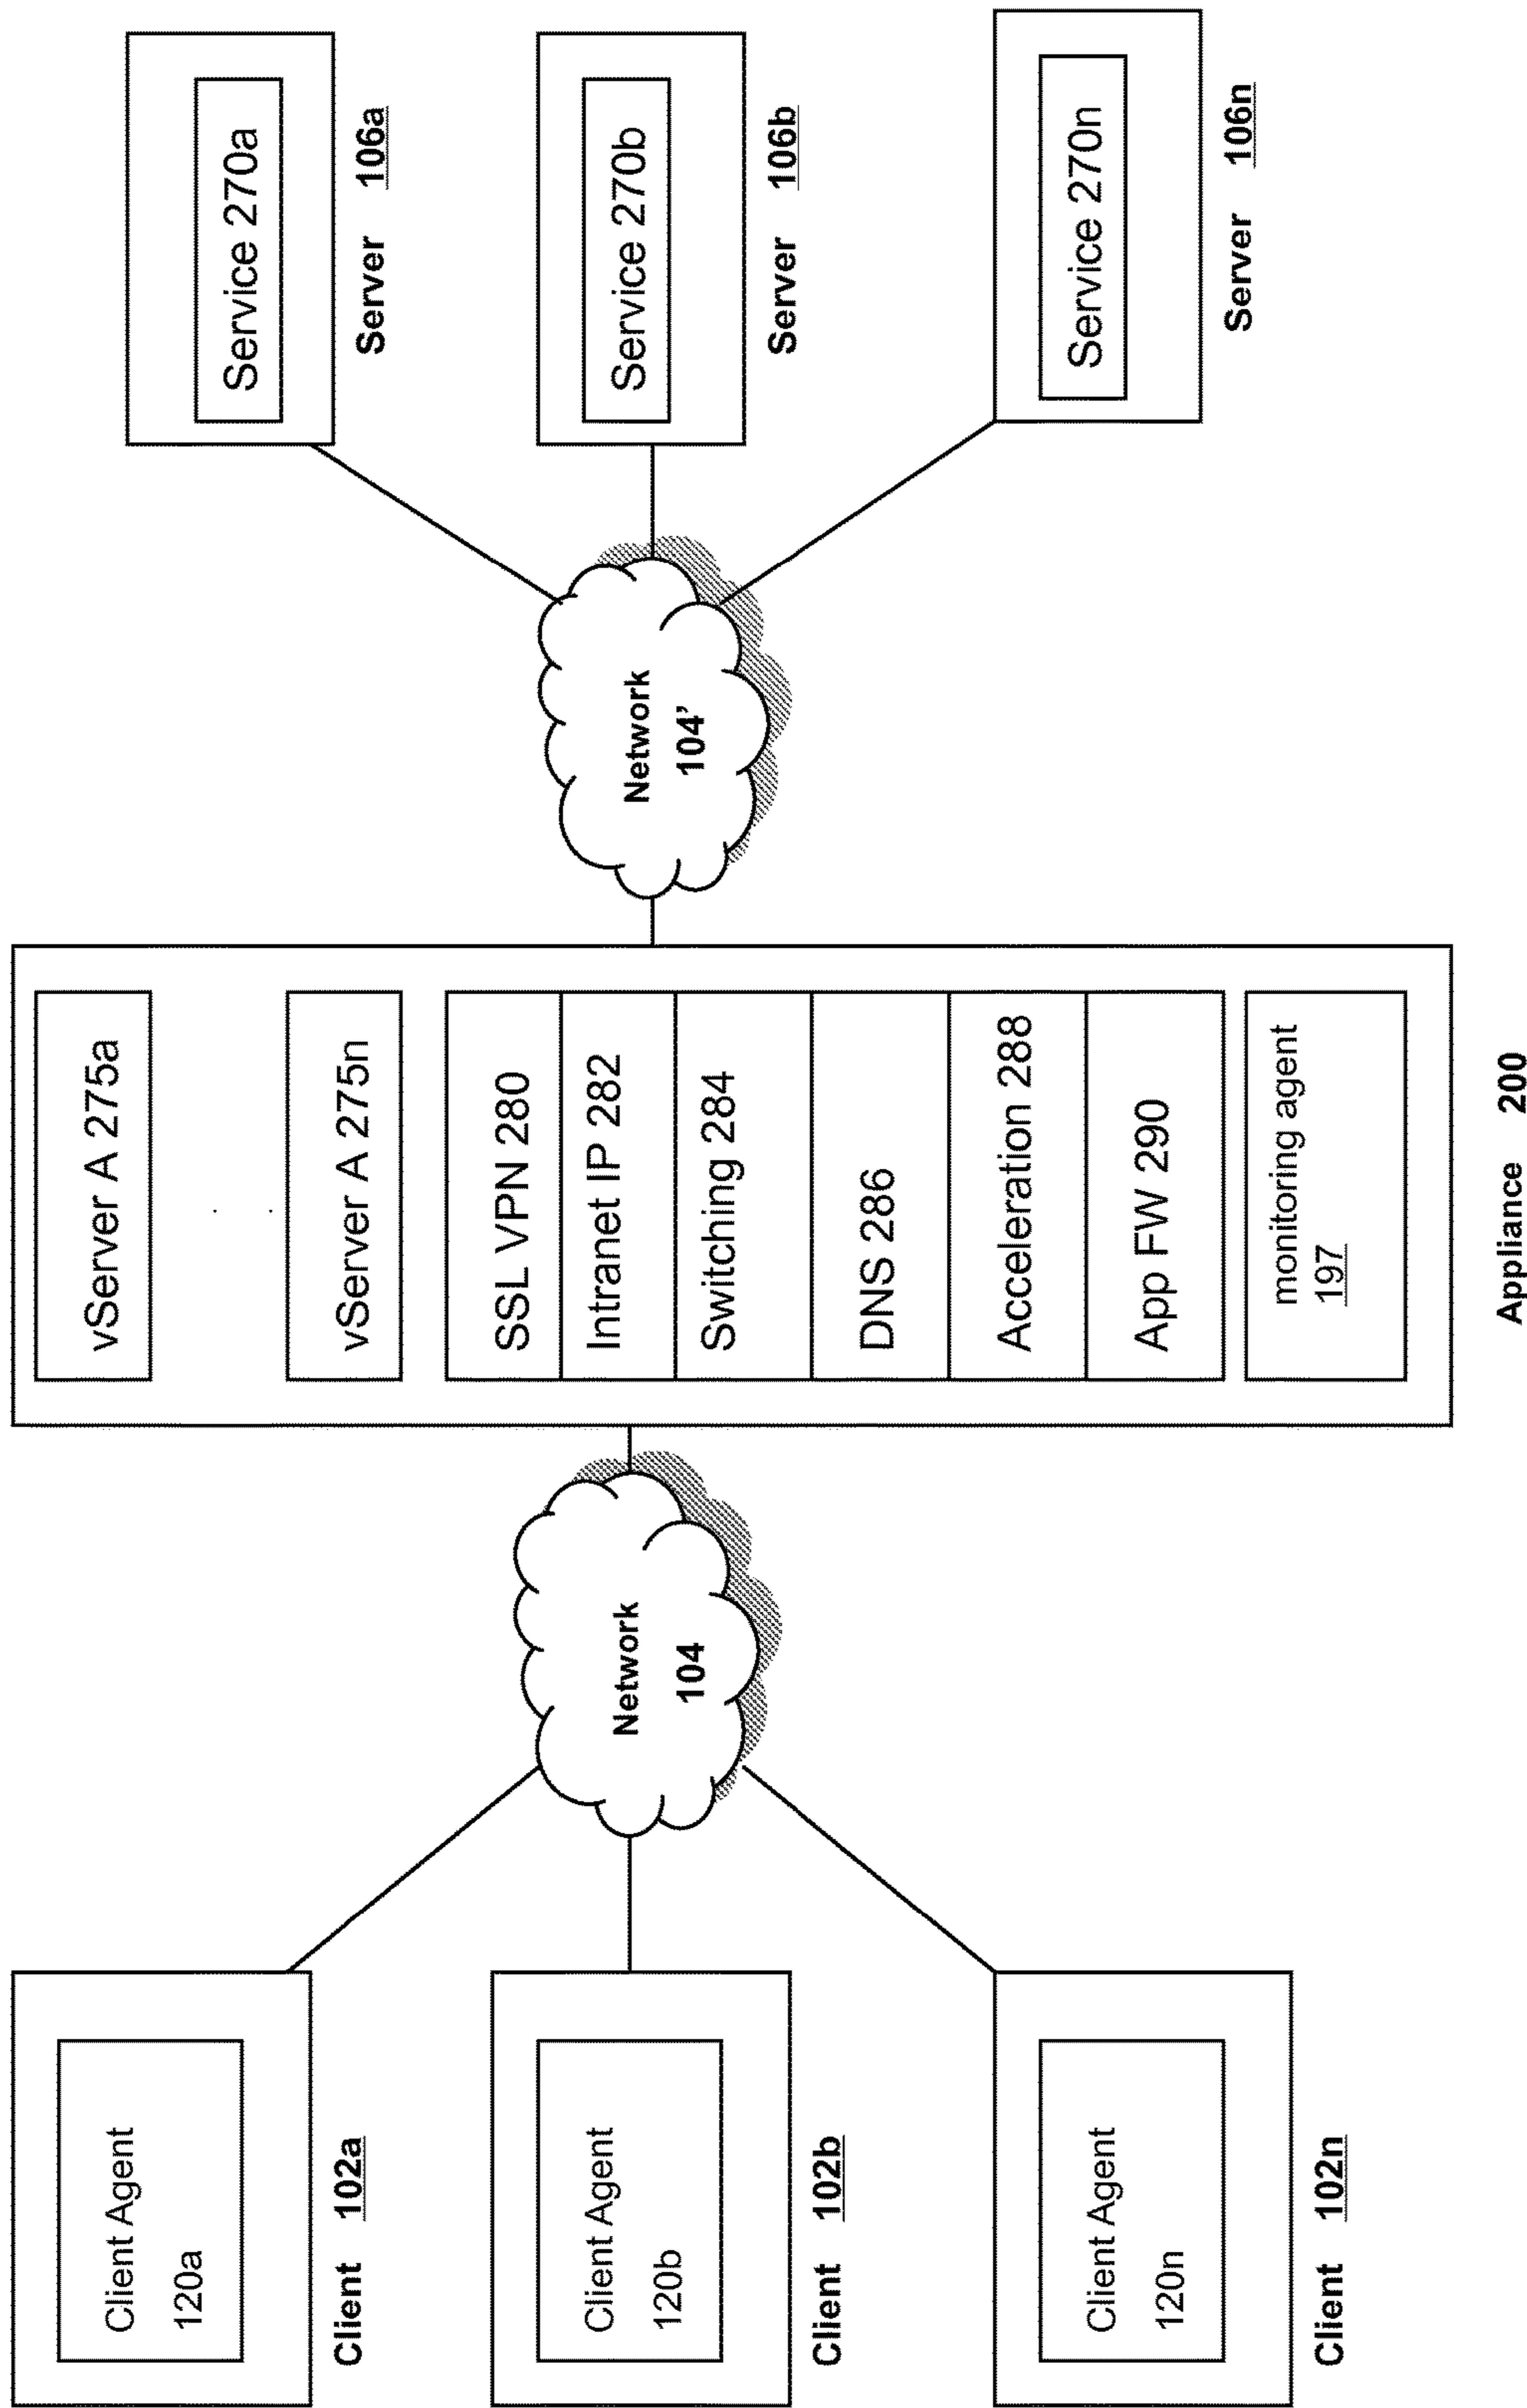 Client Agent
120a
Client 102a
Client Agent
120b
Client 102b
Client Agent
120n
Client 102n
Network
104
vServer A 275a
vServer A 275n
SSL VPN 280
Intranet IP 282
Switching 284
DNS 286
Acceleration 288
App FW 290
monitoring agent
197
Appliance 200
Network
104’
Service 270a
Server 106a
Service 270b
Server 106b
Service 270n
Server 106n